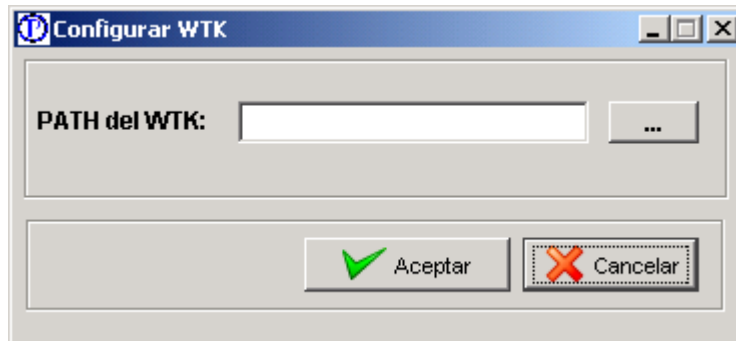 Configurar WTK
PATH del WTK:
...
Aceptar
Cancelar